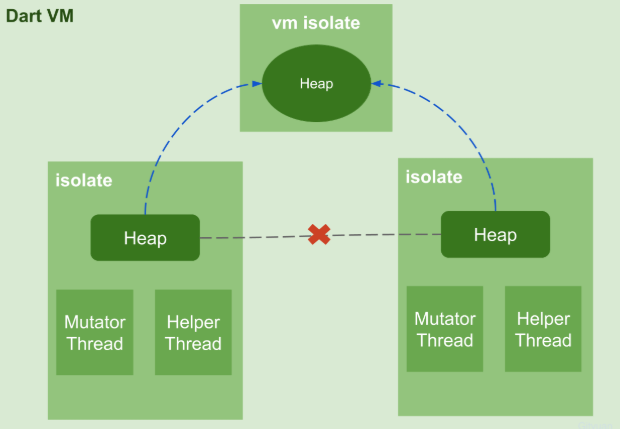 Dart VM
vm isolate
Heap
isolate
Heap
Mutator
Thread
Helper
Thread
isolate
Heap
Mutator
Thread
Helper
Thread